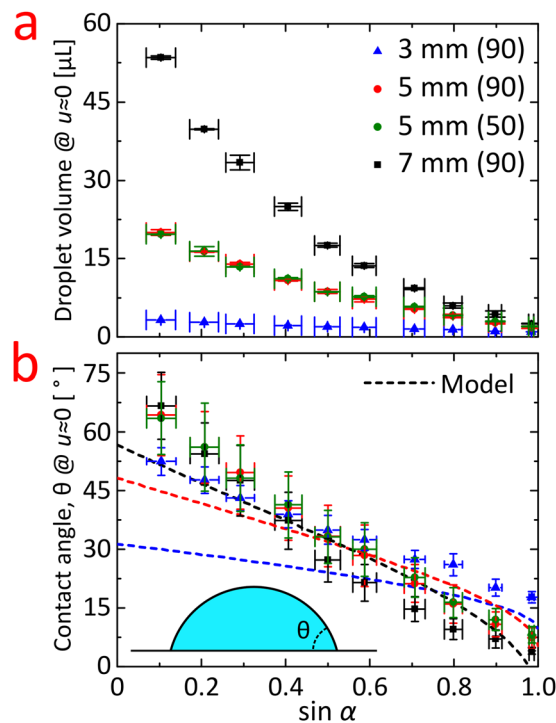 a
Droplet volume @ u≈0 [μL]
60
45
30
15
0
3 mm (90)
5 mm (90)
5 mm (50)
7 mm (90)
b
Contact angle, θ @ u≈0 [°]
75
60
45
30
15
0
Model
θ
0 0.2 0.4 0.6 0.8 1.0
sin α